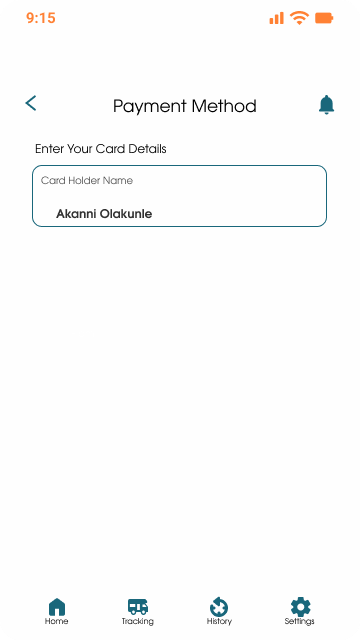 9:15
Payment Method
Enter Your Card Details
Card Holder Name
Akanni Olakunle
Home Tracking History Settings